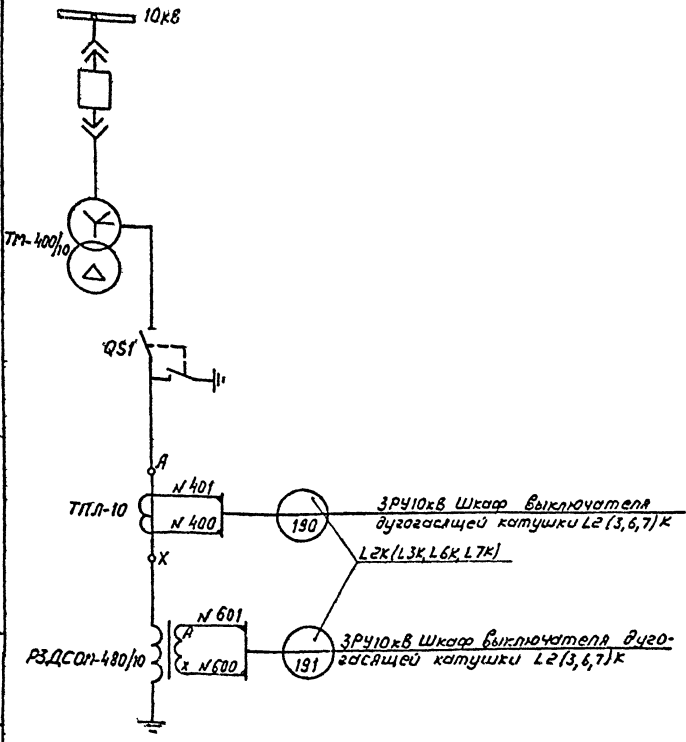 10кв
ТМ-400/10
QS1
А
N 401
ТПЛ-10
N 400
190
ЗРУ10кВ Шкаф выключателя
дугогасящей катушки L2(3,6,7)К
L2К(L3К,L6К,L7К)
Х
N 601
А
РЗДСОМ-480/10
х
N600
191
ЗРУ10кВ Шкаф выключателя дуго-
гасящей катушки L2(3,6,7)К